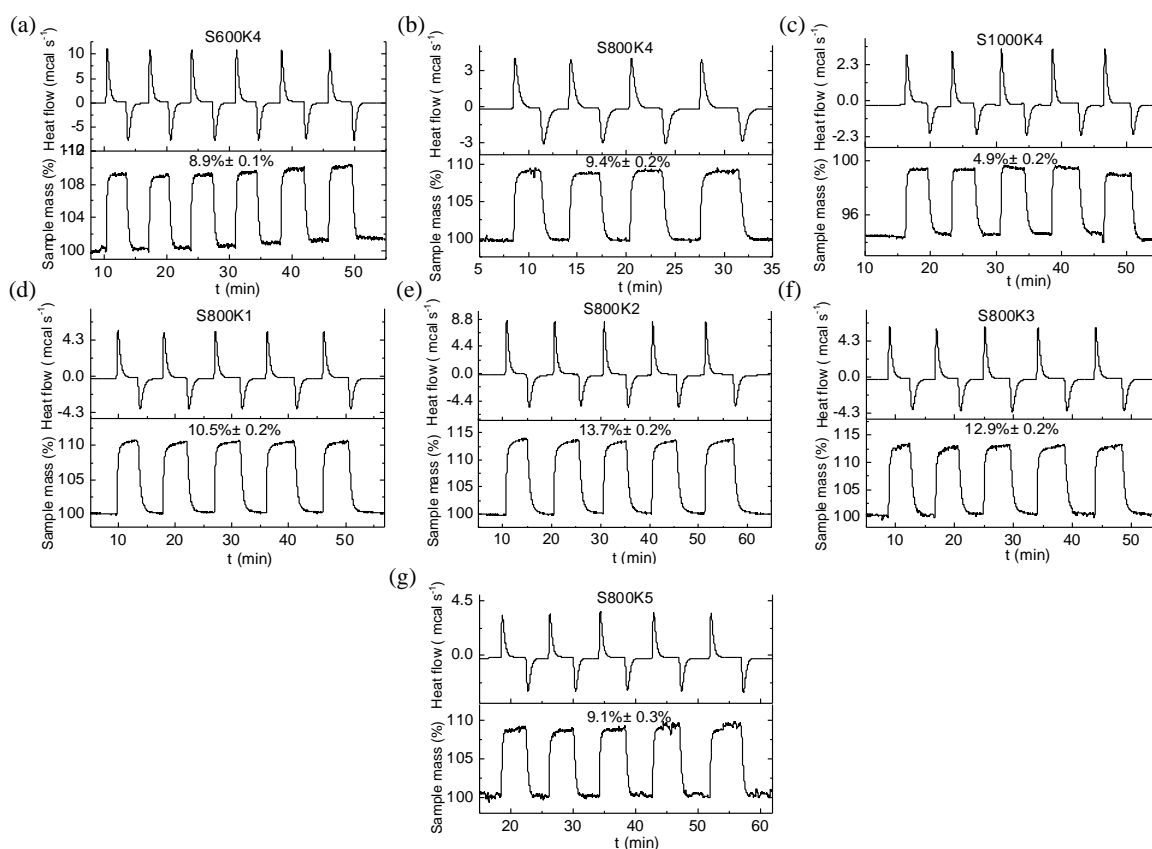 (a)
S600K4
Heat flow (mcal s⁻¹)
10
5
0
-5
8.9%± 0.1%
Sample mass (%)
112
108
104
100
10 20 30 40 50
t (min)
(b)
S800K4
Heat flow ( mcal s⁻¹)
3
0
-3
9.4%± 0.2%
Sample mass (%)
110
105
100
5 10 15 20 25 30 35
t (min)
(c)
S1000K4
Heat flow ( mcal s⁻¹)
2.3
0.0
-2.3
4.9%± 0.2%
Sample mass (%)
100
96
10 20 30 40 50
t (min)
(d)
S800K1
Heat flow ( mcal s⁻¹)
4.3
0.0
-4.3
10.5%± 0.2%
Sample mass (%)
110
105
100
10 20 30 40 50
t (min)
(e)
S800K2
Heat flow ( mcal s⁻¹)
8.8
4.4
0.0
-4.4
13.7%± 0.2%
Sample mass (%)
115
110
105
100
10 20 30 40 50 60
t (min)
(f)
S800K3
Heat flow ( mcal s⁻¹)
4.3
0.0
-4.3
12.9%± 0.2%
Sample mass (%)
115
110
105
100
10 20 30 40 50
t (min)
(g)
S800K5
Heat flow ( mcal s⁻¹)
4.5
0.0
9.1%± 0.3%
Sample mass (%)
110
105
100
20 30 40 50 60
t (min)